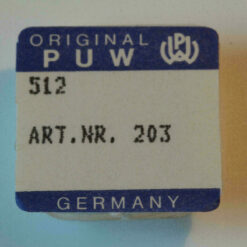 ORIGINAL
PUW
512
ART.NR. 203
GERMANY